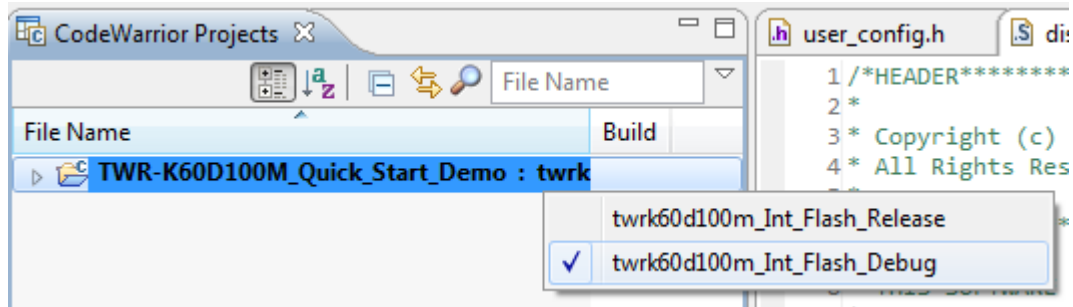 CodeWarrior Projects
File Name
File Name Build
TWR-K60D100M_Quick_Start_Demo : twrk
twrk60d100m_Int_Flash_Release
twrk60d100m_Int_Flash_Debug
user_config.h
1 /*HEADER********
2 *
3 * Copyright (c)
4 * All Rights Res